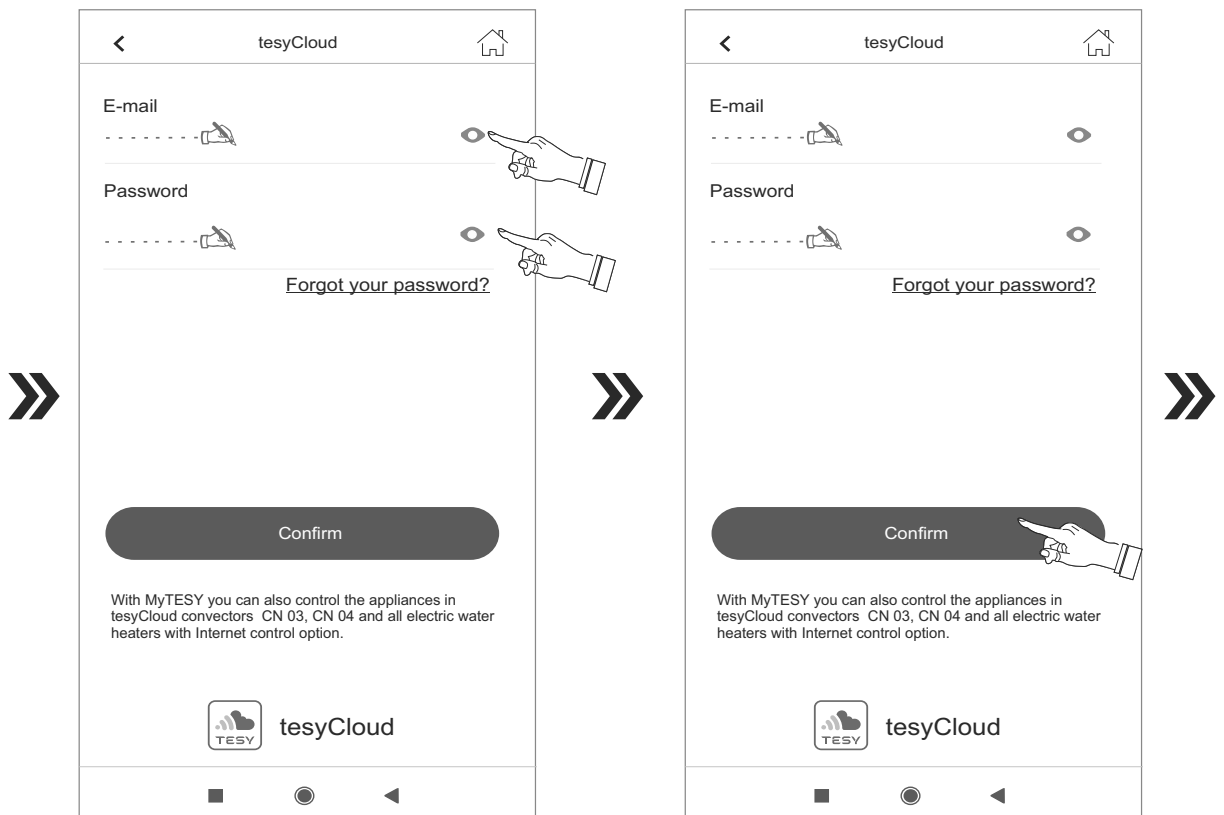 tesyCloud
E-mail
Password
Forgot your password?
Confirm
With MyTESY you can also control the appliances in
tesyCloud convectors CN 03, CN 04 and all electric water
heaters with Internet control option.
TESY
tesyCloud
tesyCloud
E-mail
Password
Forgot your password?
Confirm
With MyTESY you can also control the appliances in
tesyCloud convectors CN 03, CN 04 and all electric water
heaters with Internet control option.
TESY
tesyCloud